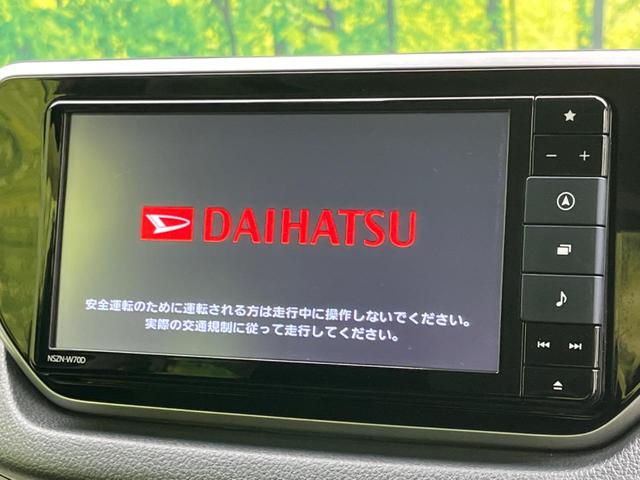 DAIHATSU
安全運転のために運転される方は走行中に操作しないでください。
実際の交通規制に従って走行してください。
NSZN-W70D